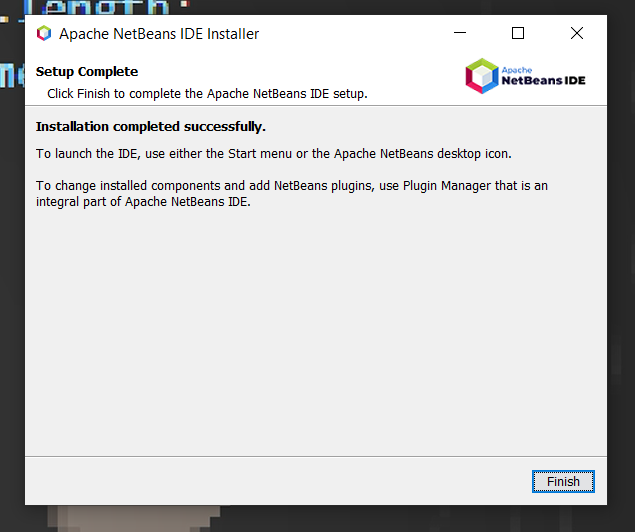 length:
Apache NetBeans IDE Installer
Setup Complete
Click Finish to complete the Apache NetBeans IDE setup.
Apache
NetBeans IDE
Installation completed successfully.
To launch the IDE, use either the Start menu or the Apache NetBeans desktop icon.
To change installed components and add NetBeans plugins, use Plugin Manager that is an
integral part of Apache NetBeans IDE.
Finish